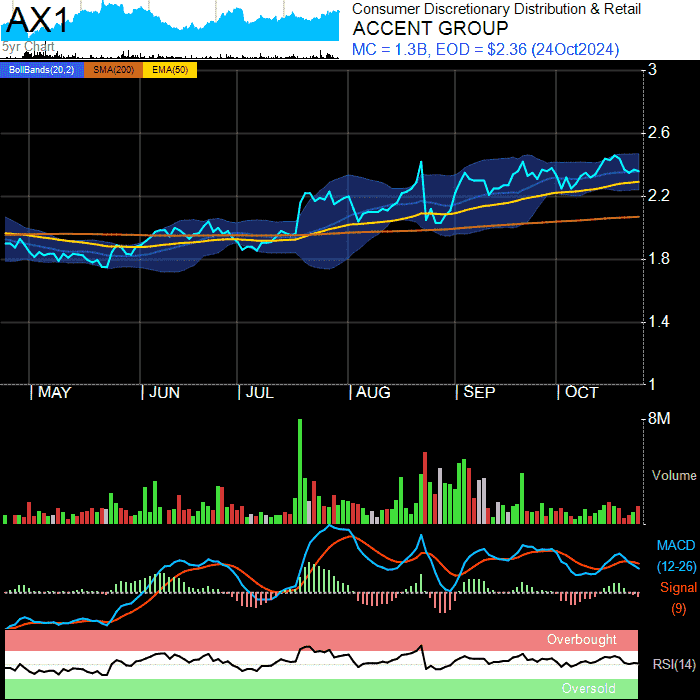 AX1
5yr Chart
Consumer Discretionary Distribution & Retail
ACCENT GROUP
MC = 1.3B, EOD = $2.36 (24Oct2024)
BollBands(20,2) SMA(200) EMA(50)
3
2.6
2.2
1.8
1.4
1
MAY JUN JUL AUG SEP OCT
8M
Volume
MACD
(12-26)
Signal
(9)
Overbought
RSI(14)
Oversold